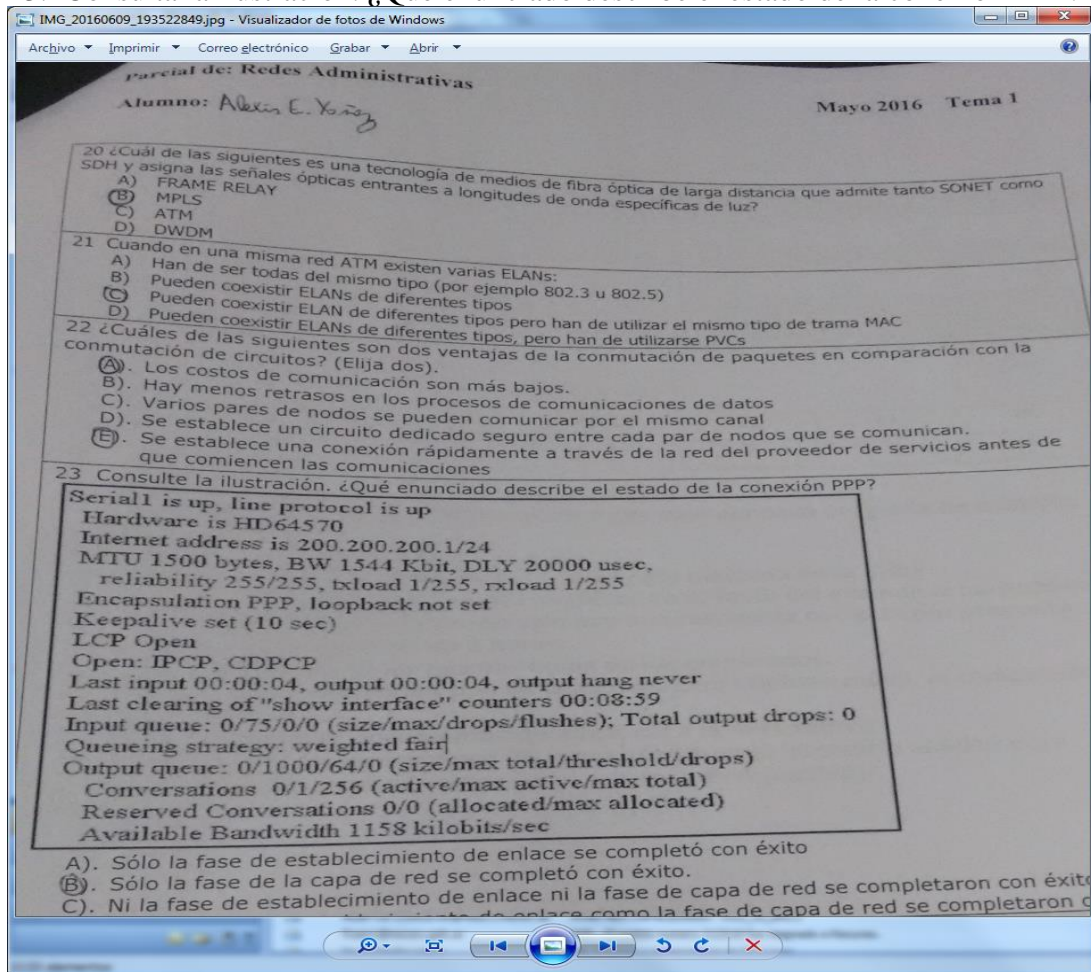 IMG_20160609_193522849.jpg - Visualizador de fotos de Windows
Archivo Imprimir Correo electrónico Grabar Abrir
Parcial de: Redes Administrativas
Alumno: Alexis E. Yañez
Mayo 2016 Tema 1
20 ¿Cuál de las siguientes es una tecnología de medios de fibra óptica de larga distancia que admite tanto SONET como
SDH y asigna las señales ópticas entrantes a longitudes de onda específicas de luz?
A) FRAME RELAY
B) MPLS
C) ATM
D) DWDM
21 Cuando en una misma red ATM existen varias ELANs:
A) Han de ser todas del mismo tipo (por ejemplo 802.3 u 802.5)
B) Pueden coexistir ELANs de diferentes tipos
C) Pueden coexistir ELAN de diferentes tipos pero han de utilizar el mismo tipo de trama MAC
D) Pueden coexistir ELANs de diferentes tipos, pero han de utilizarse PVCs
22 ¿Cuáles de las siguientes son dos ventajas de la conmutación de paquetes en comparación con la
conmutación de circuitos? (Elija dos).
A). Los costos de comunicación son más bajos.
B). Hay menos retrasos en los procesos de comunicaciones de datos
C). Varios pares de nodos se pueden comunicar por el mismo canal
D). Se establece un circuito dedicado seguro entre cada par de nodos que se comunican.
E). Se establece una conexión rápidamente a través de la red del proveedor de servicios antes de
que comiencen las comunicaciones
23 Consulte la ilustración. ¿Qué enunciado describe el estado de la conexión PPP?
Serial1 is up, line protocol is up
Hardware is HD64570
Internet address is 200.200.200.1/24
MTU 1500 bytes, BW 1544 Kbit, DLY 20000 usec,
reliability 255/255, txload 1/255, rxload 1/255
Encapsulation PPP, loopback not set
Keepalive set (10 sec)
LCP Open
Open: IPCP, CDPCP
Last input 00:00:04, output 00:00:04, output hang never
Last clearing of "show interface" counters 00:08:59
Input queue: 0/75/0/0 (size/max/drops/flushes); Total output drops: 0
Queueing strategy: weighted fair
Output queue: 0/1000/64/0 (size/max total/threshold/drops)
Conversations 0/1/256 (active/max active/max total)
Reserved Conversations 0/0 (allocated/max allocated)
Available Bandwidth 1158 kilobits/sec
A). Sólo la fase de establecimiento de enlace se completó con éxito
B). Sólo la fase de la capa de red se completó con éxito.
C). Ni la fase de establecimiento de enlace ni la fase de capa de red se completaron con éxito
de enlace como la fase de capa de red se completaron